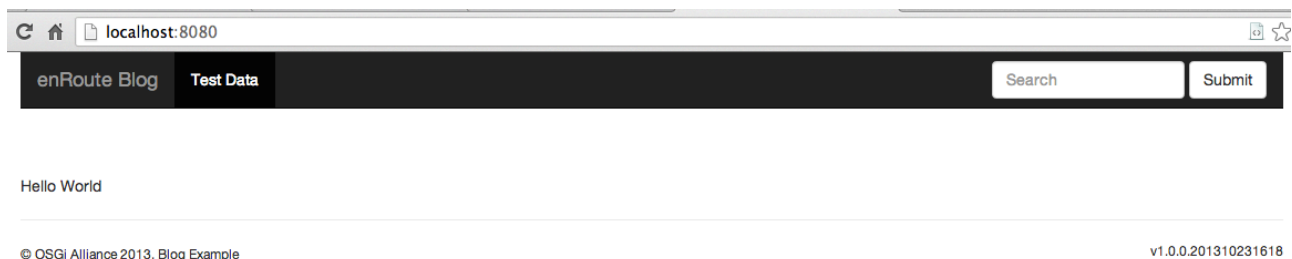 localhost:8080
enRoute Blog Test Data Search Submit
Hello World
© OSGi Alliance 2013. Blog Example v1.0.0.201310231618